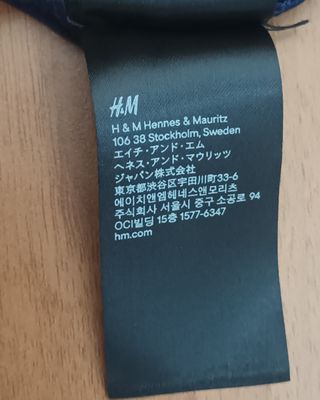 H&M
H & M Hennes & Mauritz
106 38 Stockholm, Sweden
エイチ・アンド・エム
ヘネス・アンド・マウリッツ
ジャパン株式会社
東京都渋谷区宇田川町33-6
에이치앤엠헤네스앤모리츠
주식회사 서울시 중구 소공로 94
OCI빌딩 15층 1577-6347
hm.com